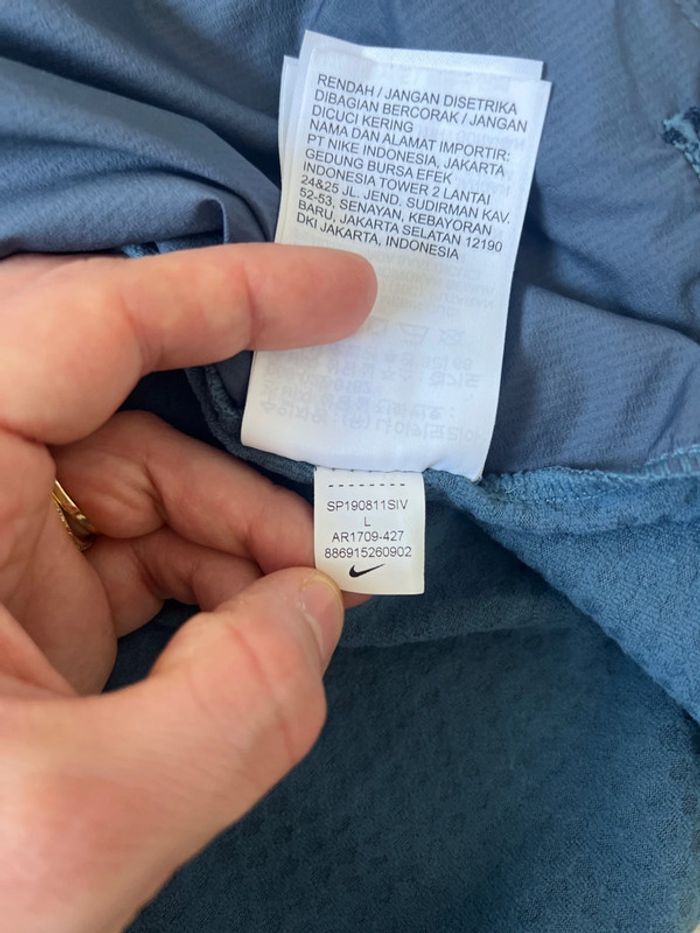 RENDAH / JANGAN DISETRIKA
DIBAGIAN BERCORAK / JANGAN
DICUCI KERING
NAMA DAN ALAMAT IMPORTIR:
PT NIKE INDONESIA, JAKARTA
GEDUNG BURSA EFEK
INDONESIA TOWER 2 LANTAI
24&25 JL. JEND. SUDIRMAN KAV.
52-53, SENAYAN, KEBAYORAN
BARU, JAKARTA SELATAN 12190
DKI JAKARTA, INDONESIA
SP190811SIV
L
AR1709-427
886915260902